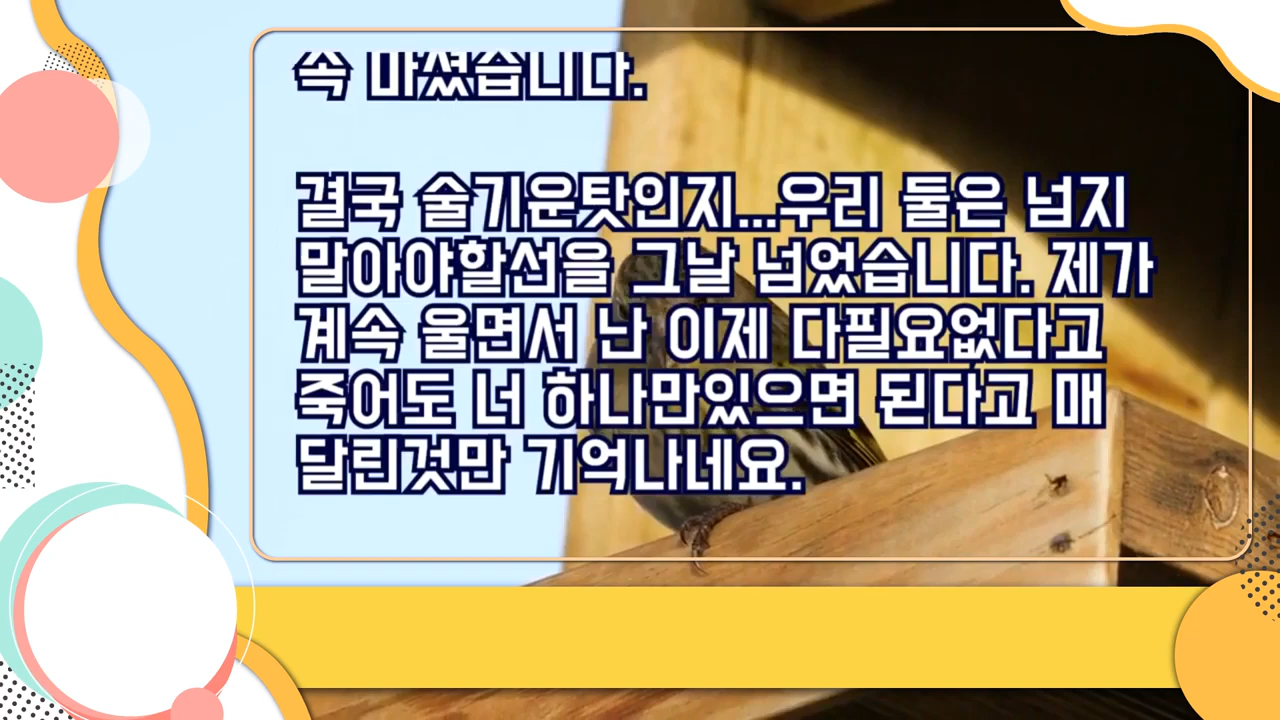 속 마셨습니다.
결국 술기운탓인지...우리 둘은 넘지
말아야할선을 그날 넘었습니다. 제가
계속 울면서 난 이제 다필요없다고
죽어도 너 하나만있으면 된다고 매
달린것만 기억나네요.